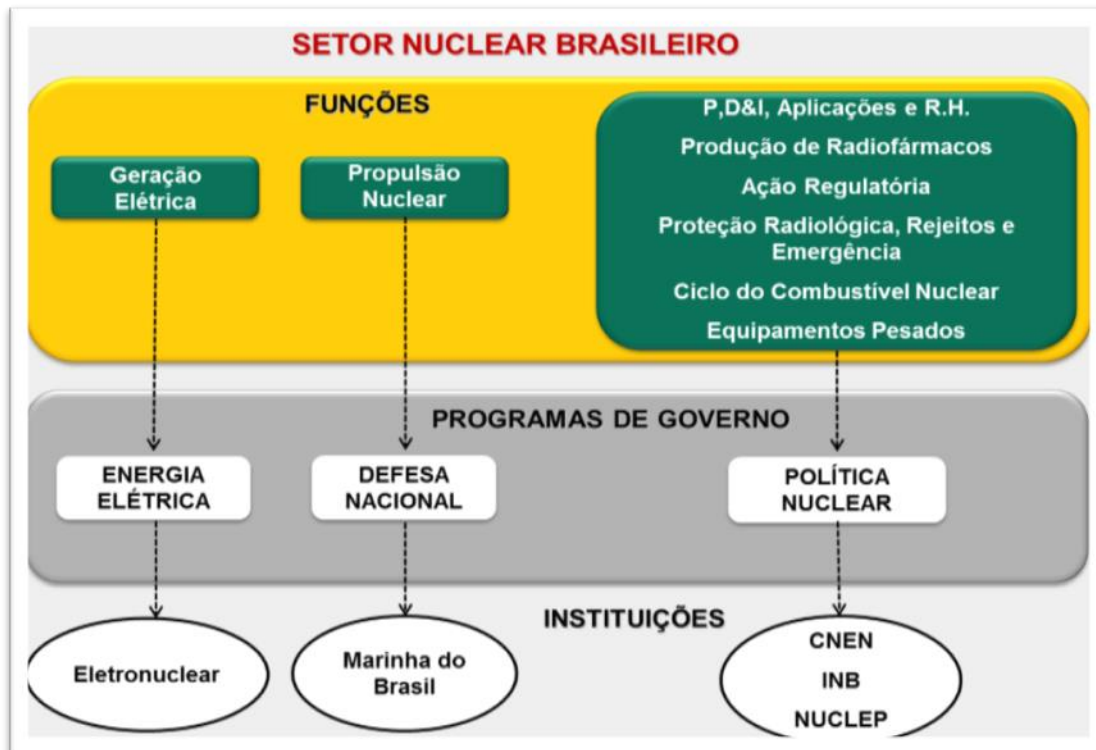 SETOR NUCLEAR BRASILEIRO
FUNÇÕES
Geração
Elétrica
Propulsão
Nuclear
P,D&I, Aplicações e R.H.
Produção de Radiofármacos
Ação Regulatória
Proteção Radiológica, Rejeitos e
Emergência
Ciclo do Combustível Nuclear
Equipamentos Pesados
PROGRAMAS DE GOVERNO
ENERGIA
ELÉTRICA
DEFESA
NACIONAL
POLÍTICA
NUCLEAR
INSTITUIÇÕES
Eletronuclear
Marinha do
Brasil
CNEN
INB
NUCLEP